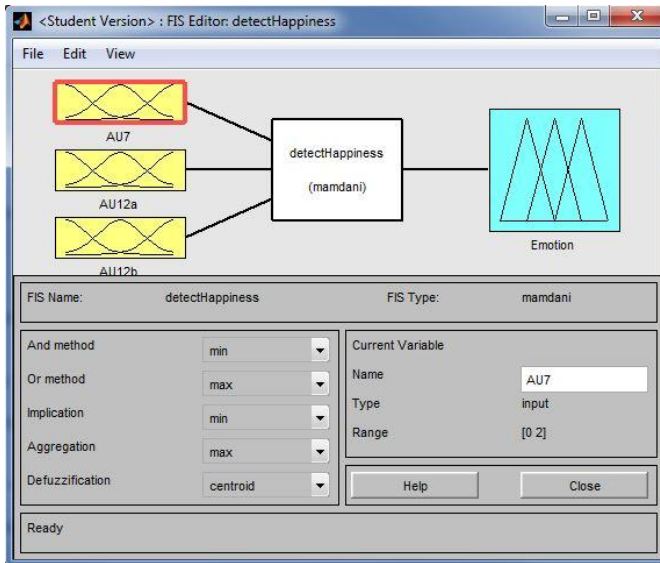 <Student Version> : FIS Editor: detectHappiness
File Edit View
AU7
AU12a
AU12b
detectHappiness
(mamdani)
Emotion
FIS Name: detectHappiness FIS Type: mamdani
And method min
Or method max
Implication min
Aggregation max
Defuzzification centroid
Current Variable
Name AU7
Type input
Range [0 2]
Help Close
Ready